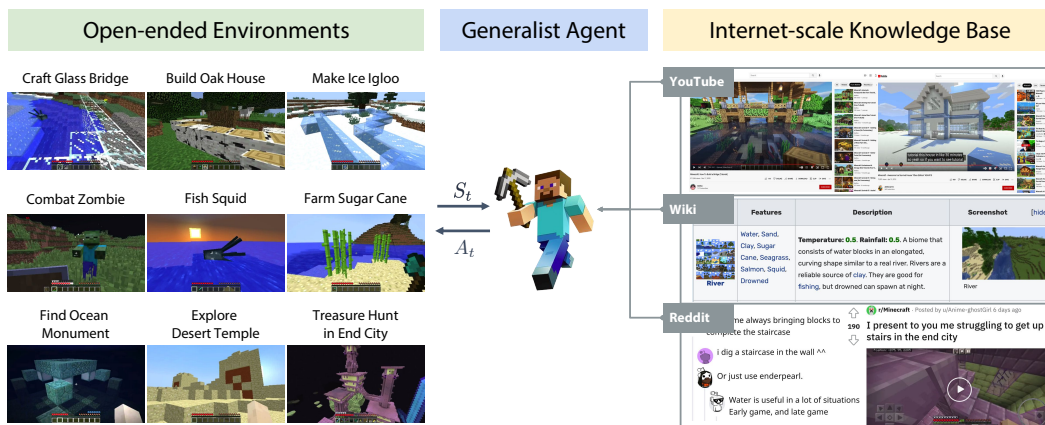 Open-ended Environments
Generalist Agent
Internet-scale Knowledge Base
Craft Glass Bridge
Build Oak House
Make Ice Igloo
Combat Zombie
Fish Squid
Farm Sugar Cane
Find Ocean
Monument
Explore
Desert Temple
Treasure Hunt
in End City
S_t
A_t
YouTube
Wiki
Features
Description
Screenshot
[hide
River
Water, Sand,
Clay, Sugar
Cane, Seagrass,
Salmon, Squid,
Drowned
Temperature: 0.5. Rainfall: 0.5. A biome that
consists of water blocks in an elongated,
curving shape similar to a real river. Rivers are a
reliable source of clay. They are good for
fishing, but drowned can spawn at night.
River
Reddit
me always bringing blocks to
complete the staircase
i dig a staircase in the wall ^^
Or just use enderpearl.
Water is useful in a lot of situations
Early game, and late game
190
r/Minecraft · Posted by u/Anime-ghostGirl 6 days ago
I present to you me struggling to get up
stairs in the end city